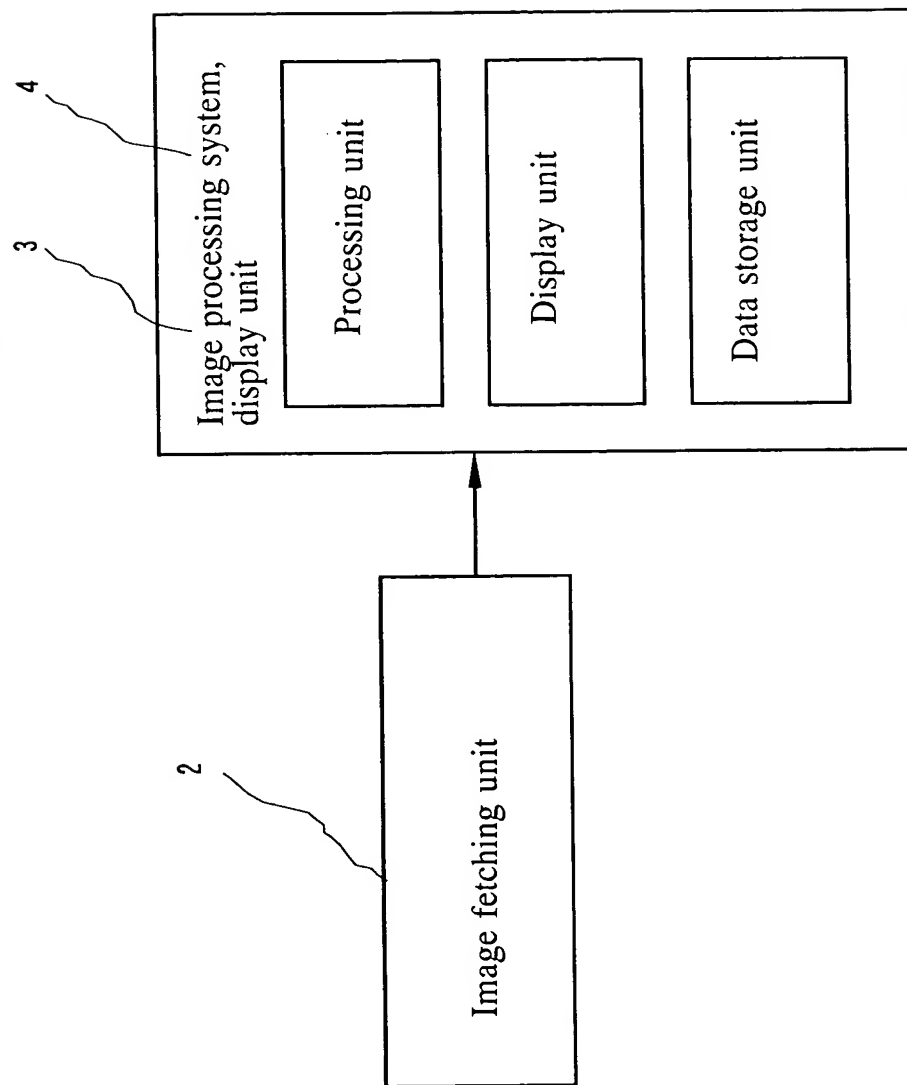 2
Image fetching unit
3
4
Image processing system,
display unit
Processing unit
Display unit
Data storage unit